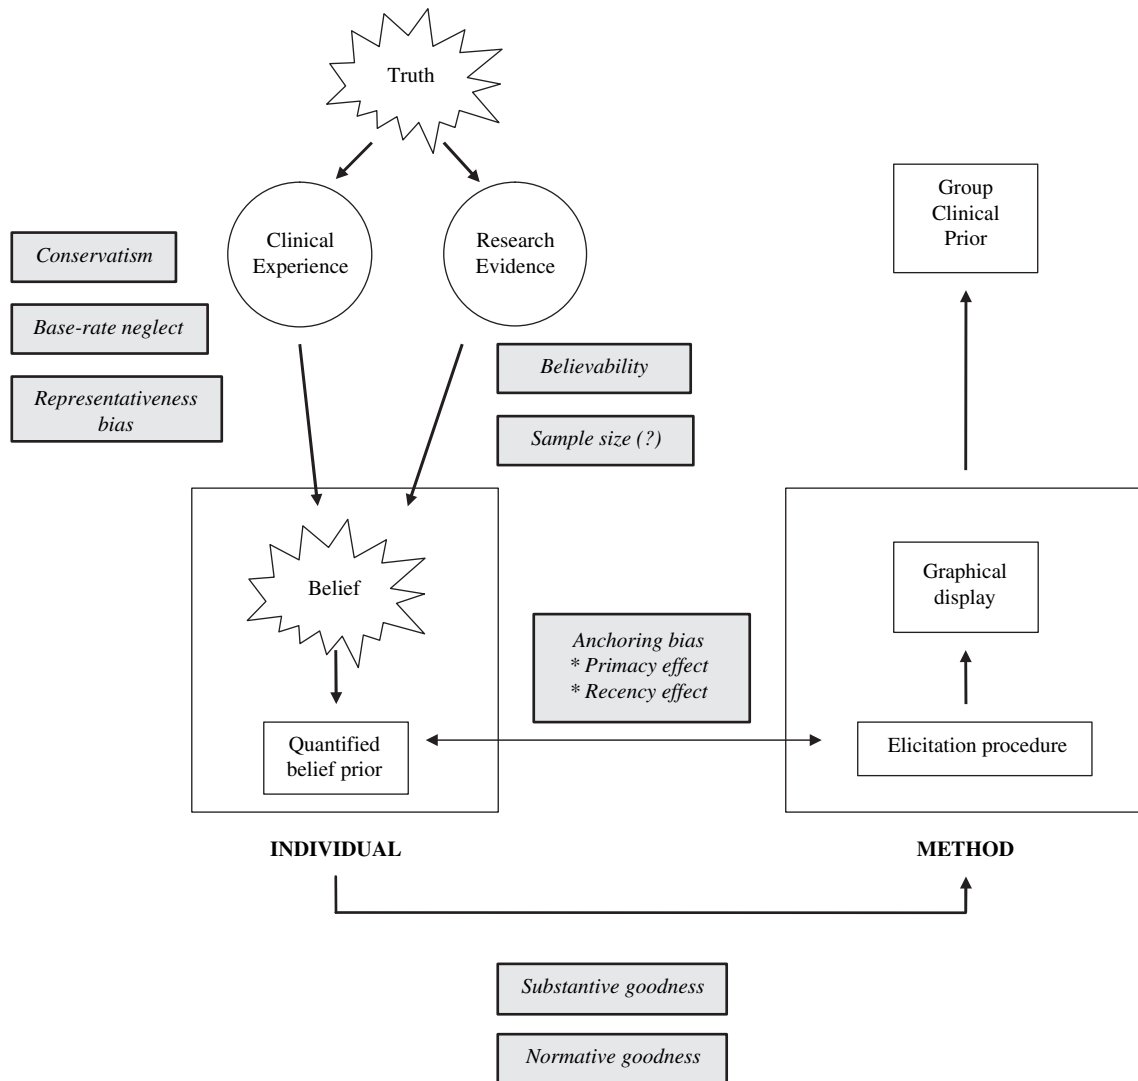 Truth
Clinical
Experience
Research
Evidence
Group
Clinical
Prior
Conservatism
Base-rate neglect
Representativeness
bias
Believability
Sample size (?)
Belief
Graphical
display
Anchoring bias
* Primacy effect
* Recency effect
Quantified
belief prior
Elicitation procedure
INDIVIDUAL
METHOD
Substantive goodness
Normative goodness